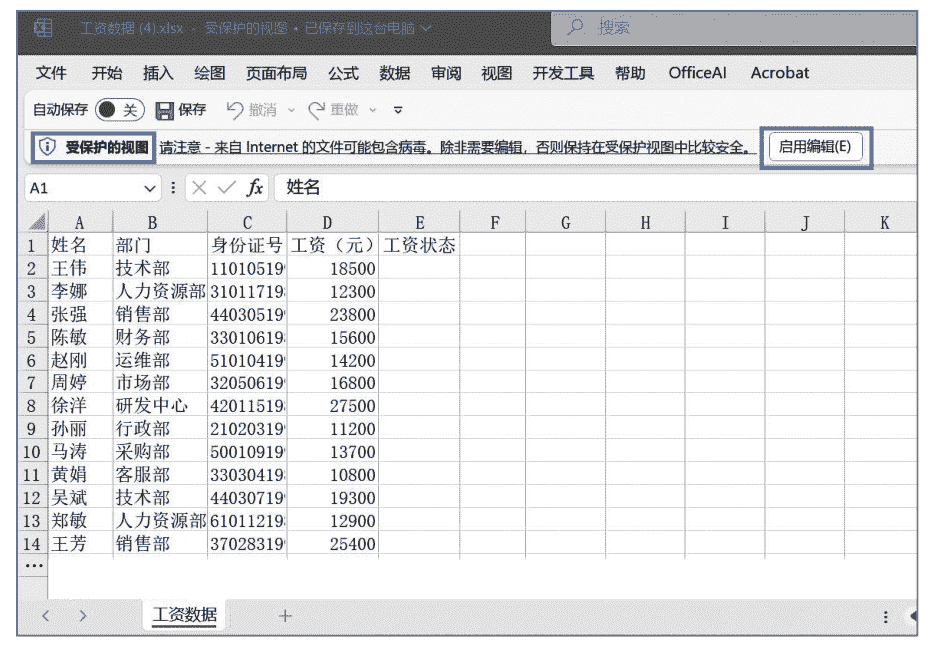 工资数据 (4).xlsx - 受保护的视图 • 已保存到这台电脑
搜索
文件 开始 插入 绘图 页面布局 公式 数据 审阅 视图 开发工具 帮助 OfficeAI Acrobat
自动保存 关 保存 撤消 重做
受保护的视图 请注意 - 来自 Internet 的文件可能包含病毒。除非需要编辑，否则保持在受保护视图中比较安全。 启用编辑(E)
A1 fx 姓名
A B C D E F G H I J K
1 姓名 部门 身份证号 工资（元） 工资状态
2 王伟 技术部 11010519 18500
3 李娜 人力资源部 31011719 12300
4 张强 销售部 44030519 23800
5 陈敏 财务部 33010619 15600
6 赵刚 运维部 51010419 14200
7 周婷 市场部 32050619 16800
8 徐洋 研发中心 42011519 27500
9 孙丽 行政部 21020319 11200
10 马涛 采购部 50010919 13700
11 黄娟 客服部 33030419 10800
12 吴斌 技术部 44030719 19300
13 郑敏 人力资源部 61011219 12900
14 王芳 销售部 37028319 25400
...
工资数据